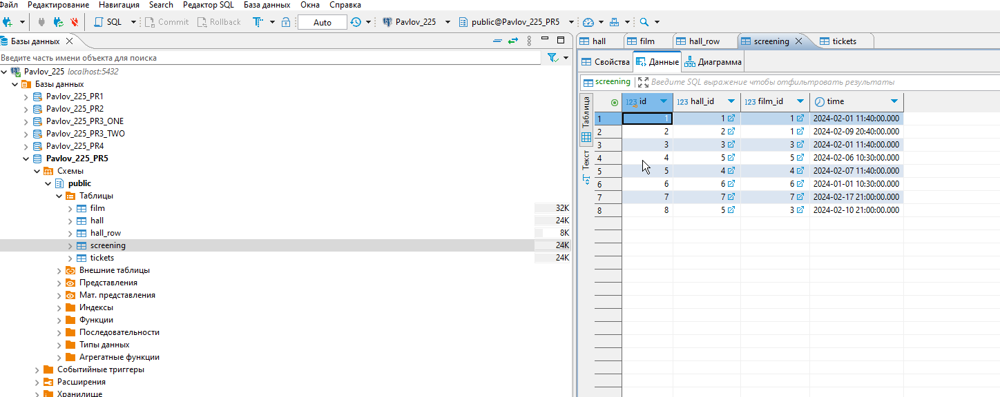 Файл Редактирование Навигация Search Редактор SQL База данных Окна Справка
SQL Commit Rollback Auto Pavlov_225 public@Pavlov_225_PR5
Базы данных
Введите часть имени объекта для поиска
Pavlov_225 localhost:5432
Базы данных
Pavlov_225_PR1
Pavlov_225_PR2
Pavlov_225_PR3_ONE
Pavlov_225_PR3_TWO
Pavlov_225_PR4
Pavlov_225_PR5
Схемы
public
Таблицы
film 32K
hall 24K
hall_row 8K
screening 24K
tickets 24K
Внешние таблицы
Представления
Мат. представления
Индексы
Функции
Последовательности
Типы данных
Агрегатные функции
Событийные триггеры
Расширения
Хранилище
hall film hall_row screening tickets
Свойства Данные Диаграмма
screening Введите SQL выражение чтобы отфильтровать результаты
Таблица
Текст
123 id 123 hall_id 123 film_id time
1 1 1 1 2024-02-01 11:40:00.000
2 2 2 1 2024-02-09 20:40:00.000
3 3 3 3 2024-02-01 11:40:00.000
4 4 5 5 2024-02-06 10:30:00.000
5 5 4 4 2024-02-07 11:40:00.000
6 6 6 6 2024-01-01 10:30:00.000
7 7 7 7 2024-02-17 21:00:00.000
8 8 5 3 2024-02-10 21:00:00.000